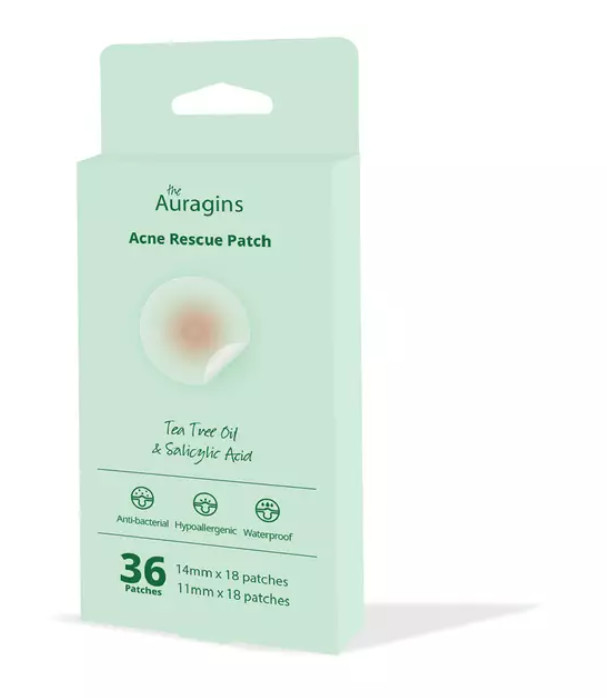 the
Auragins
Acne Rescue Patch
Tea Tree Oil
& Salicylic Acid
Anti-bacterial Hypoallergenic Waterproof
36
Patches
14mm x 18 patches
11mm x 18 patches